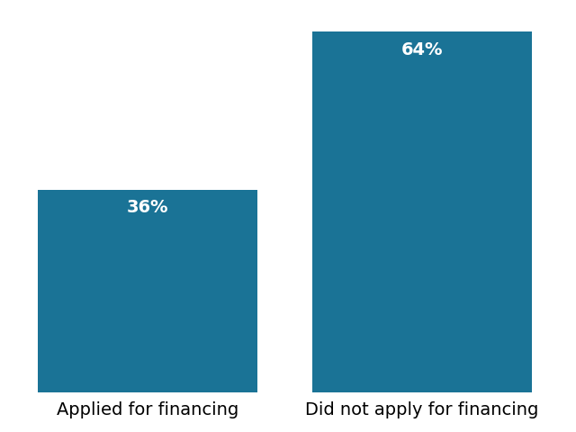 64%
36%
Applied for financing
Did not apply for financing